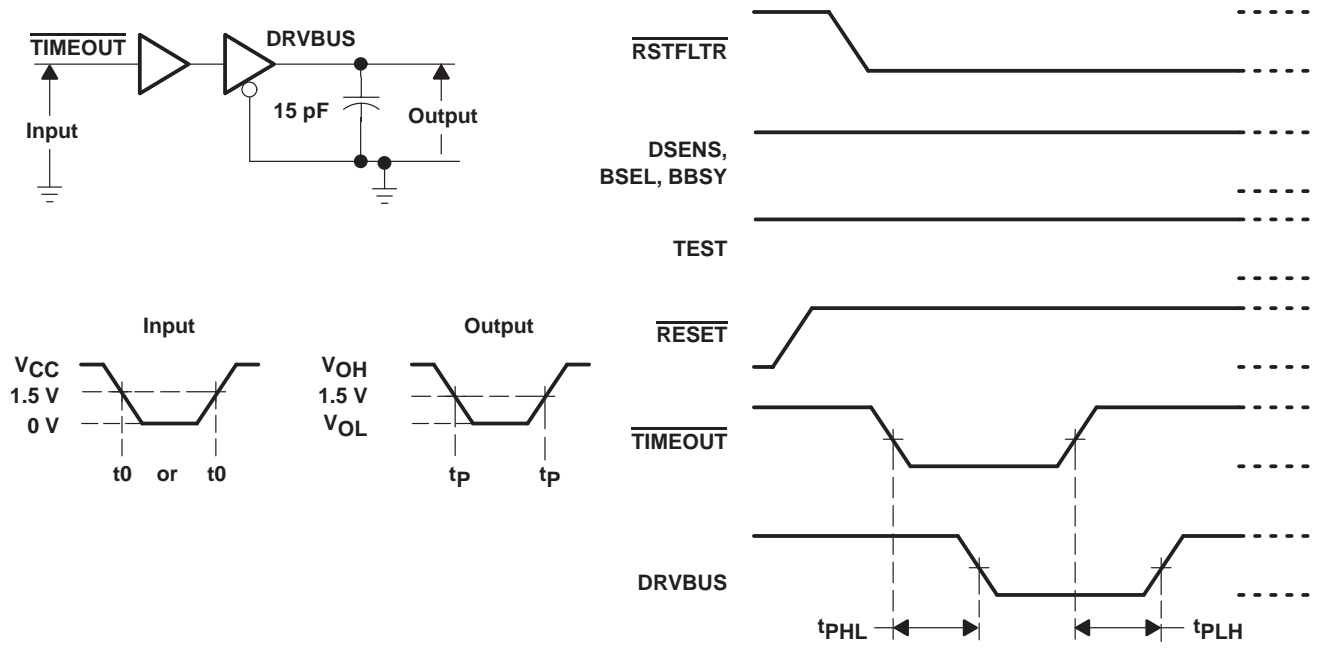 TIMEOUT
DRVBUS
15 pF
Input
Output
Input
VCC
1.5 V
0 V
t0 or t0
Output
VOH
1.5 V
VOL
tP tP
RSTFLTR
DSENS,
BSEL, BBSY
TEST
RESET
TIMEOUT
DRVBUS
tPHL tPLH